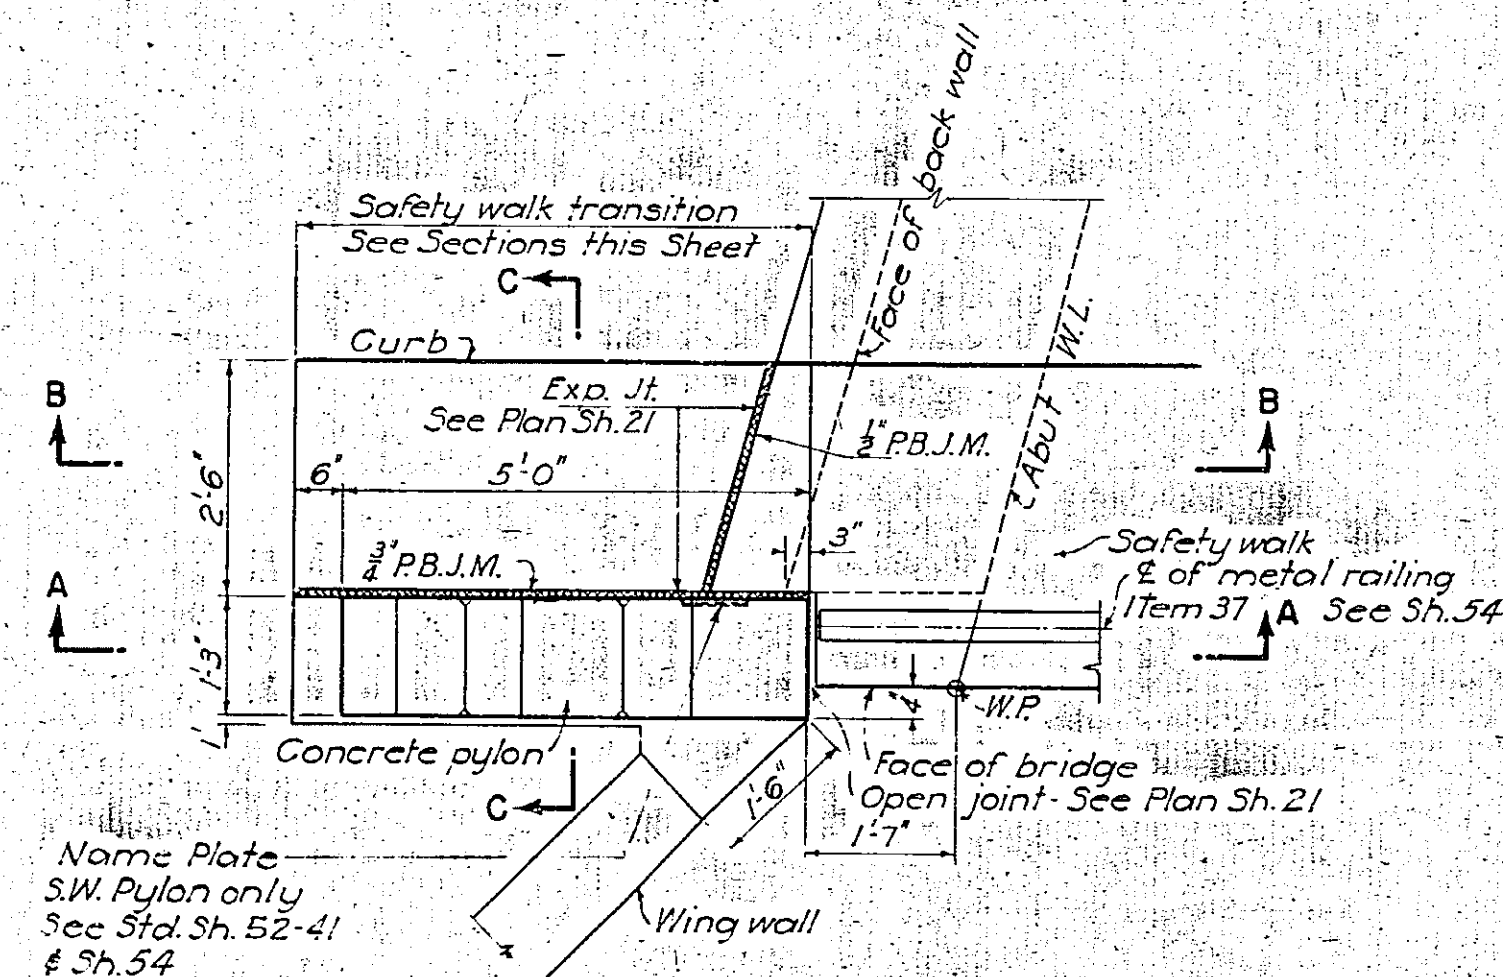 Face of back wall
Safety walk transition
See Sections this Sheet
C
Curb
Abut W.L.
B
B
Exp. Jt.
See Plan Sh. 21
1/2" P.B.J.M.
6"
5'-0"
2'-6"
3"
3/4" P.B.J.M.
Safety walk
℄ of metal railing
Item 37 See Sh. 54
A
A
1'-3"
4"
W.P.
Concrete pylon
C
1'-6"
Face of bridge
Open joint - See Plan Sh. 21
1'-7"
Name Plate
S.W. Pylon only
See Std. Sh. 52-41
& Sh. 54
Wing wall